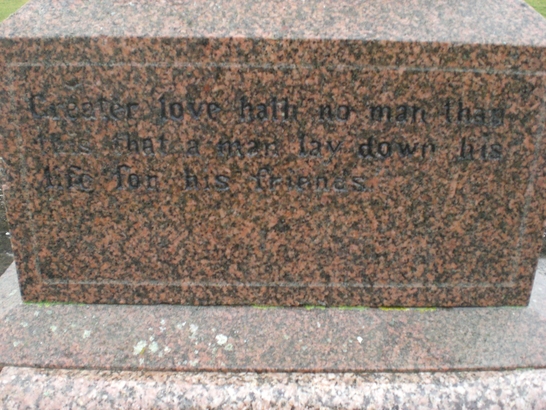 Greater love hath no man than
this that a man lay down his
life for his friends